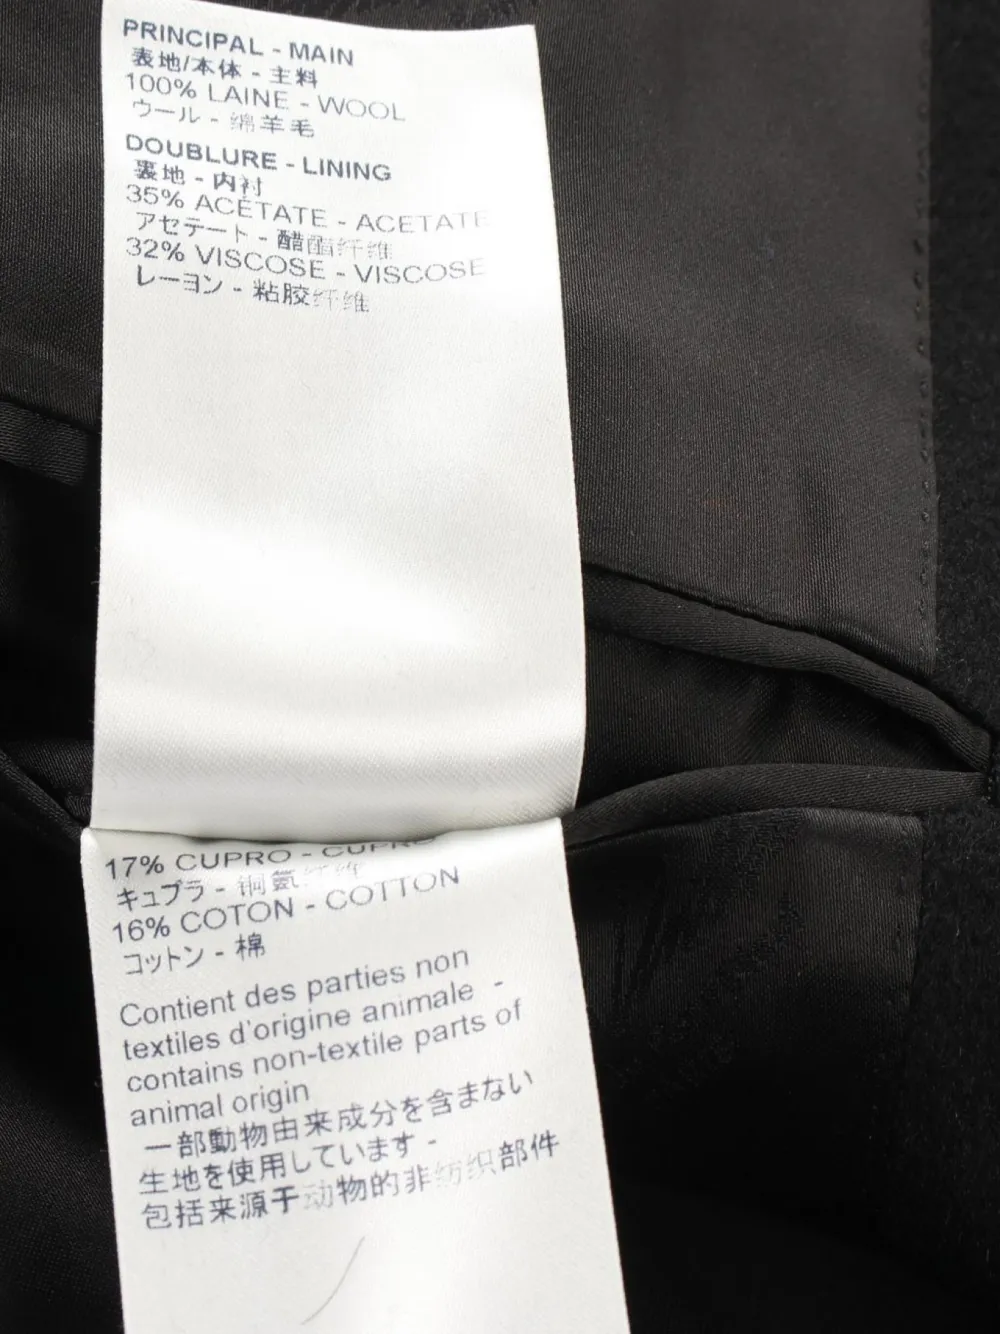 PRINCIPAL - MAIN
表地/本体 - 主料
100% LAINE - WOOL
ウール - 绵羊毛
DOUBLURE - LINING
裏地 - 内衬
35% ACETATE - ACETATE
アセテート - 醋酯纤维
32% VISCOSE - VISCOSE
レーヨン - 粘胶纤维
17% CUPRO - CUPRO
キュプラ - 铜氨纤维
16% COTON - COTTON
コットン - 棉
Contient des parties non
textiles d'origine animale -
contains non-textile parts of
animal origin
一部動物由来成分を含まない
生地を使用しています -
包括来源于动物的非纺织部件